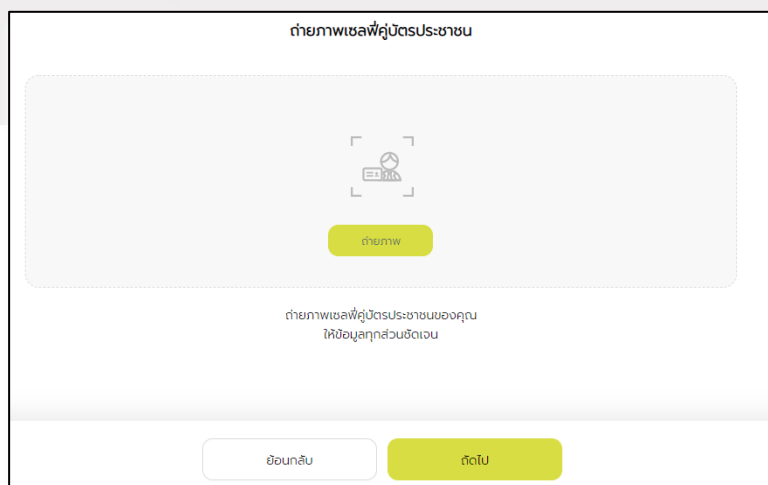 ถ่ายภาพเซลฟี่คู่บัตรประชาชน
ถ่ายภาพ
ถ่ายภาพเซลฟี่คู่บัตรประชาชนของคุณ
ให้ข้อมูลทุกส่วนชัดเจน
ย้อนกลับ
ถัดไป